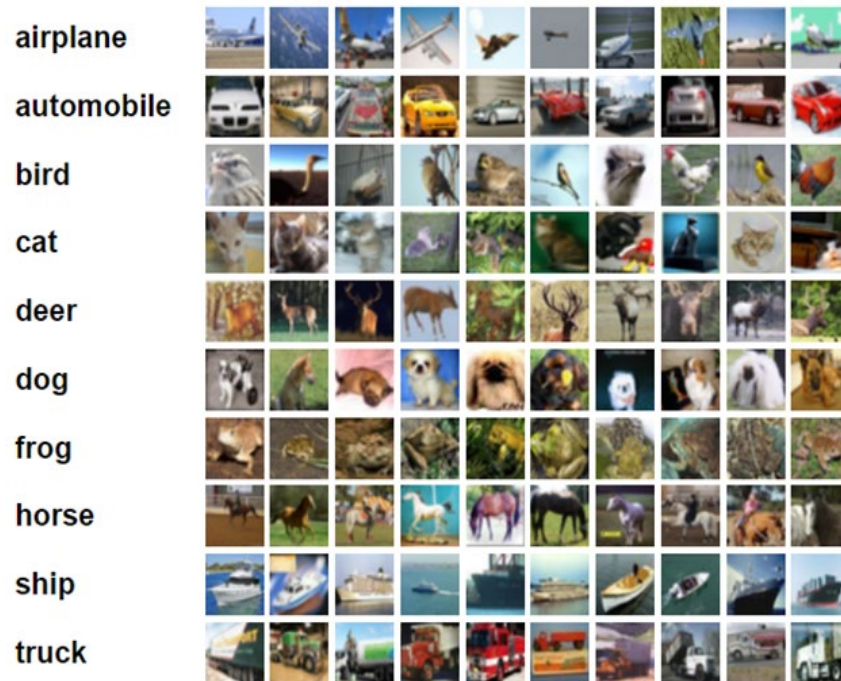 airplane
automobile
bird
cat
deer
dog
frog
horse
ship
truck